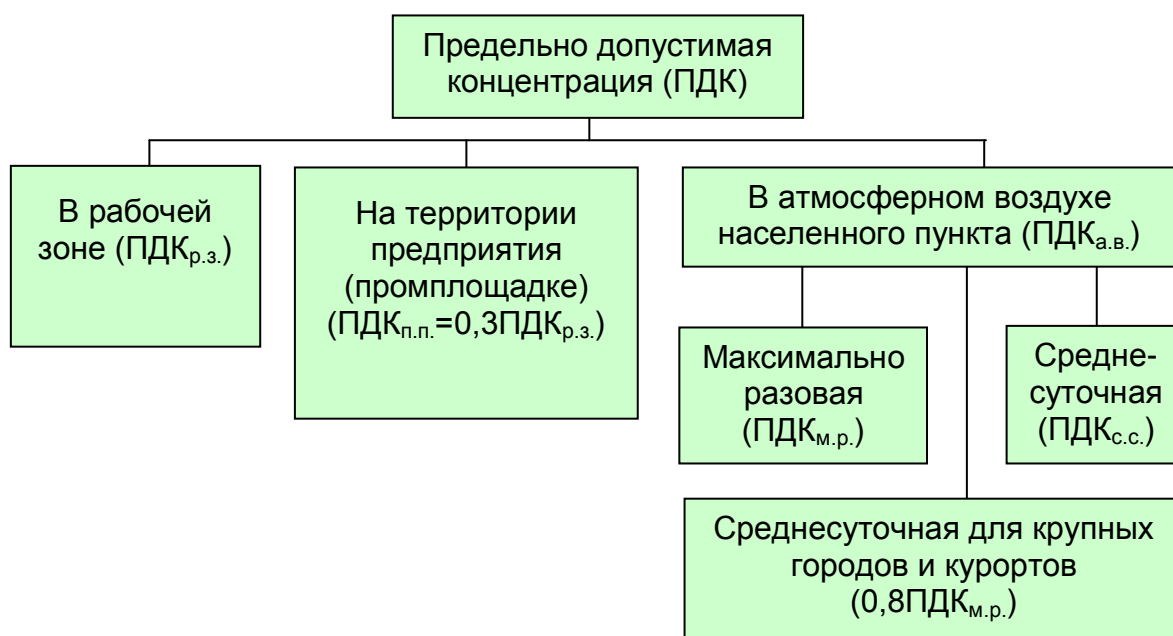 Предельно допустимая
концентрация (ПДК)
В рабочей
зоне (ПДКр.з.)
На территории
предприятия
(промплощадке)
(ПДКп.п.=0,3ПДКр.з.)
В атмосферном воздухе
населенного пункта (ПДКа.в.)
Максимально
разовая
(ПДКм.р.)
Средне-
суточная
(ПДКс.с.)
Среднесуточная для крупных
городов и курортов
(0,8ПДКм.р.)